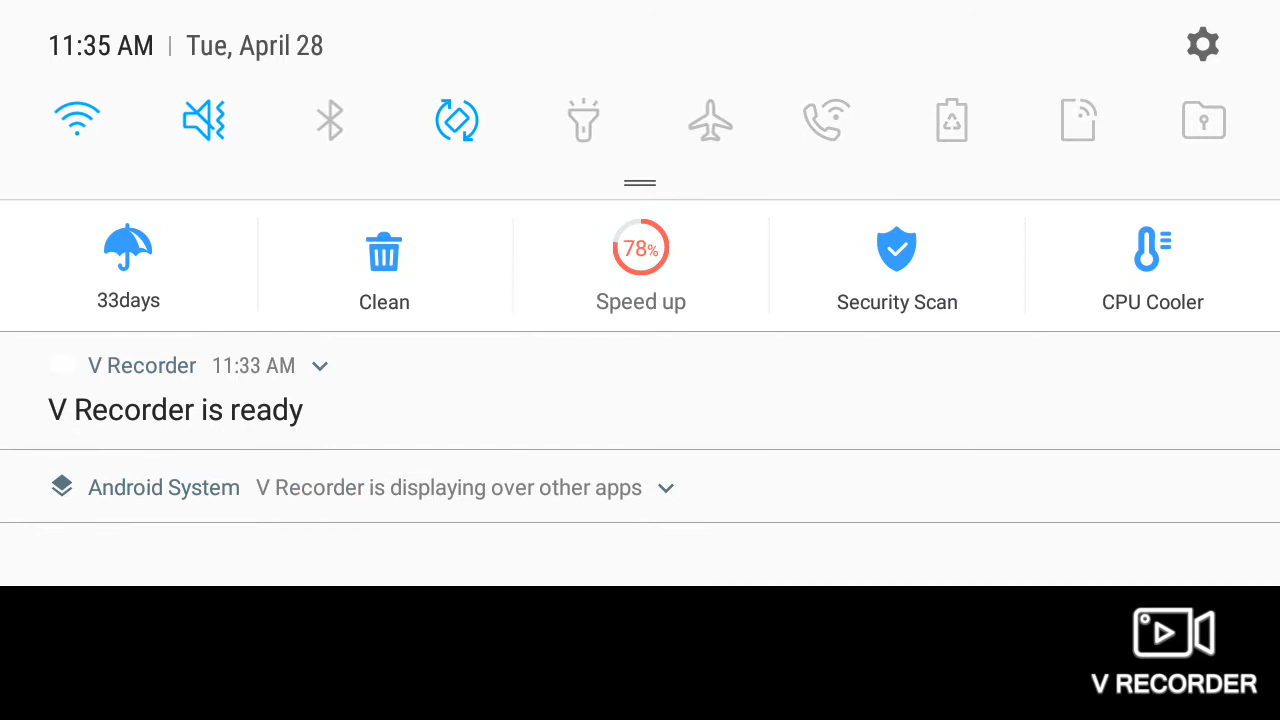 11:35 AM | Tue, April 28
33days
Clean
78%
Speed up
Security Scan
CPU Cooler
V Recorder 11:33 AM
V Recorder is ready
Android System V Recorder is displaying over other apps
V RECORDER